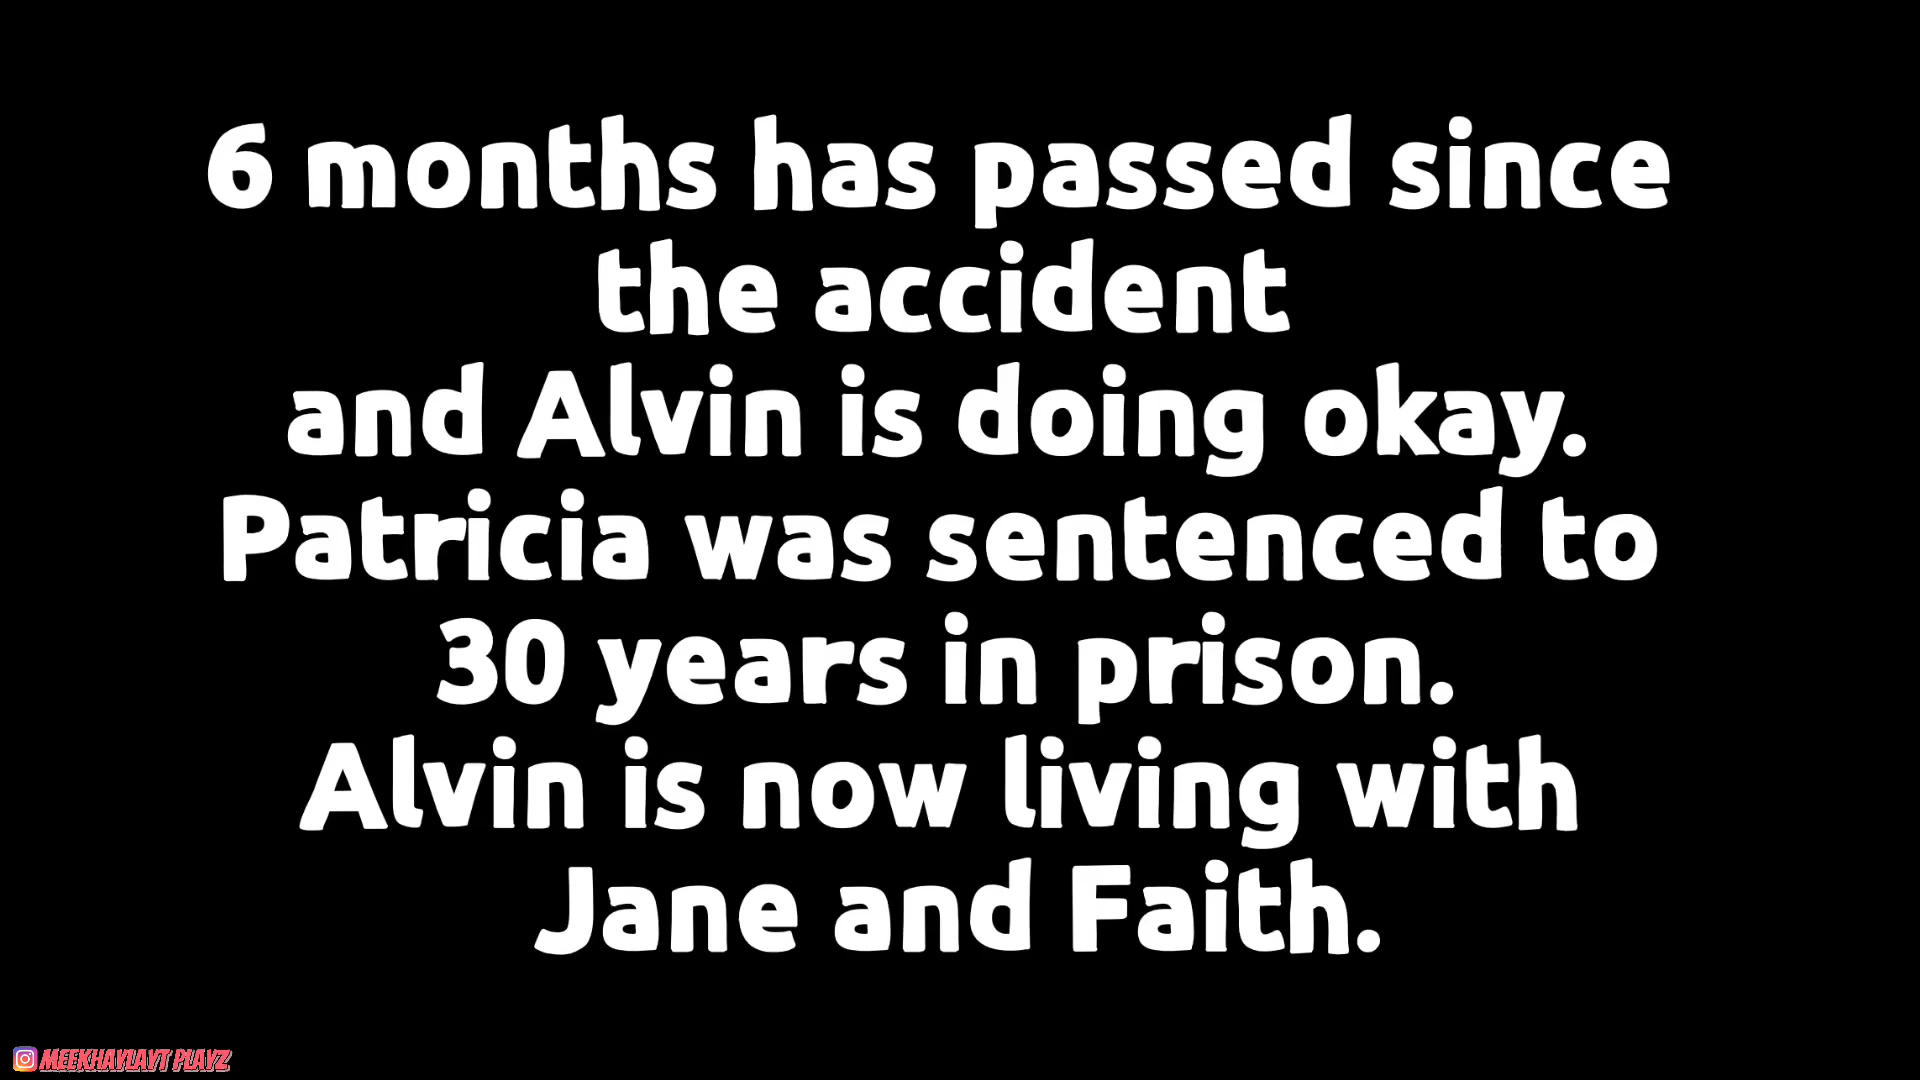 6 months has passed since
the accident
and Alvin is doing okay.
Patricia was sentenced to
30 years in prison.
Alvin is now living with
Jane and Faith.
MEEKHAYLAYT PLAYZ